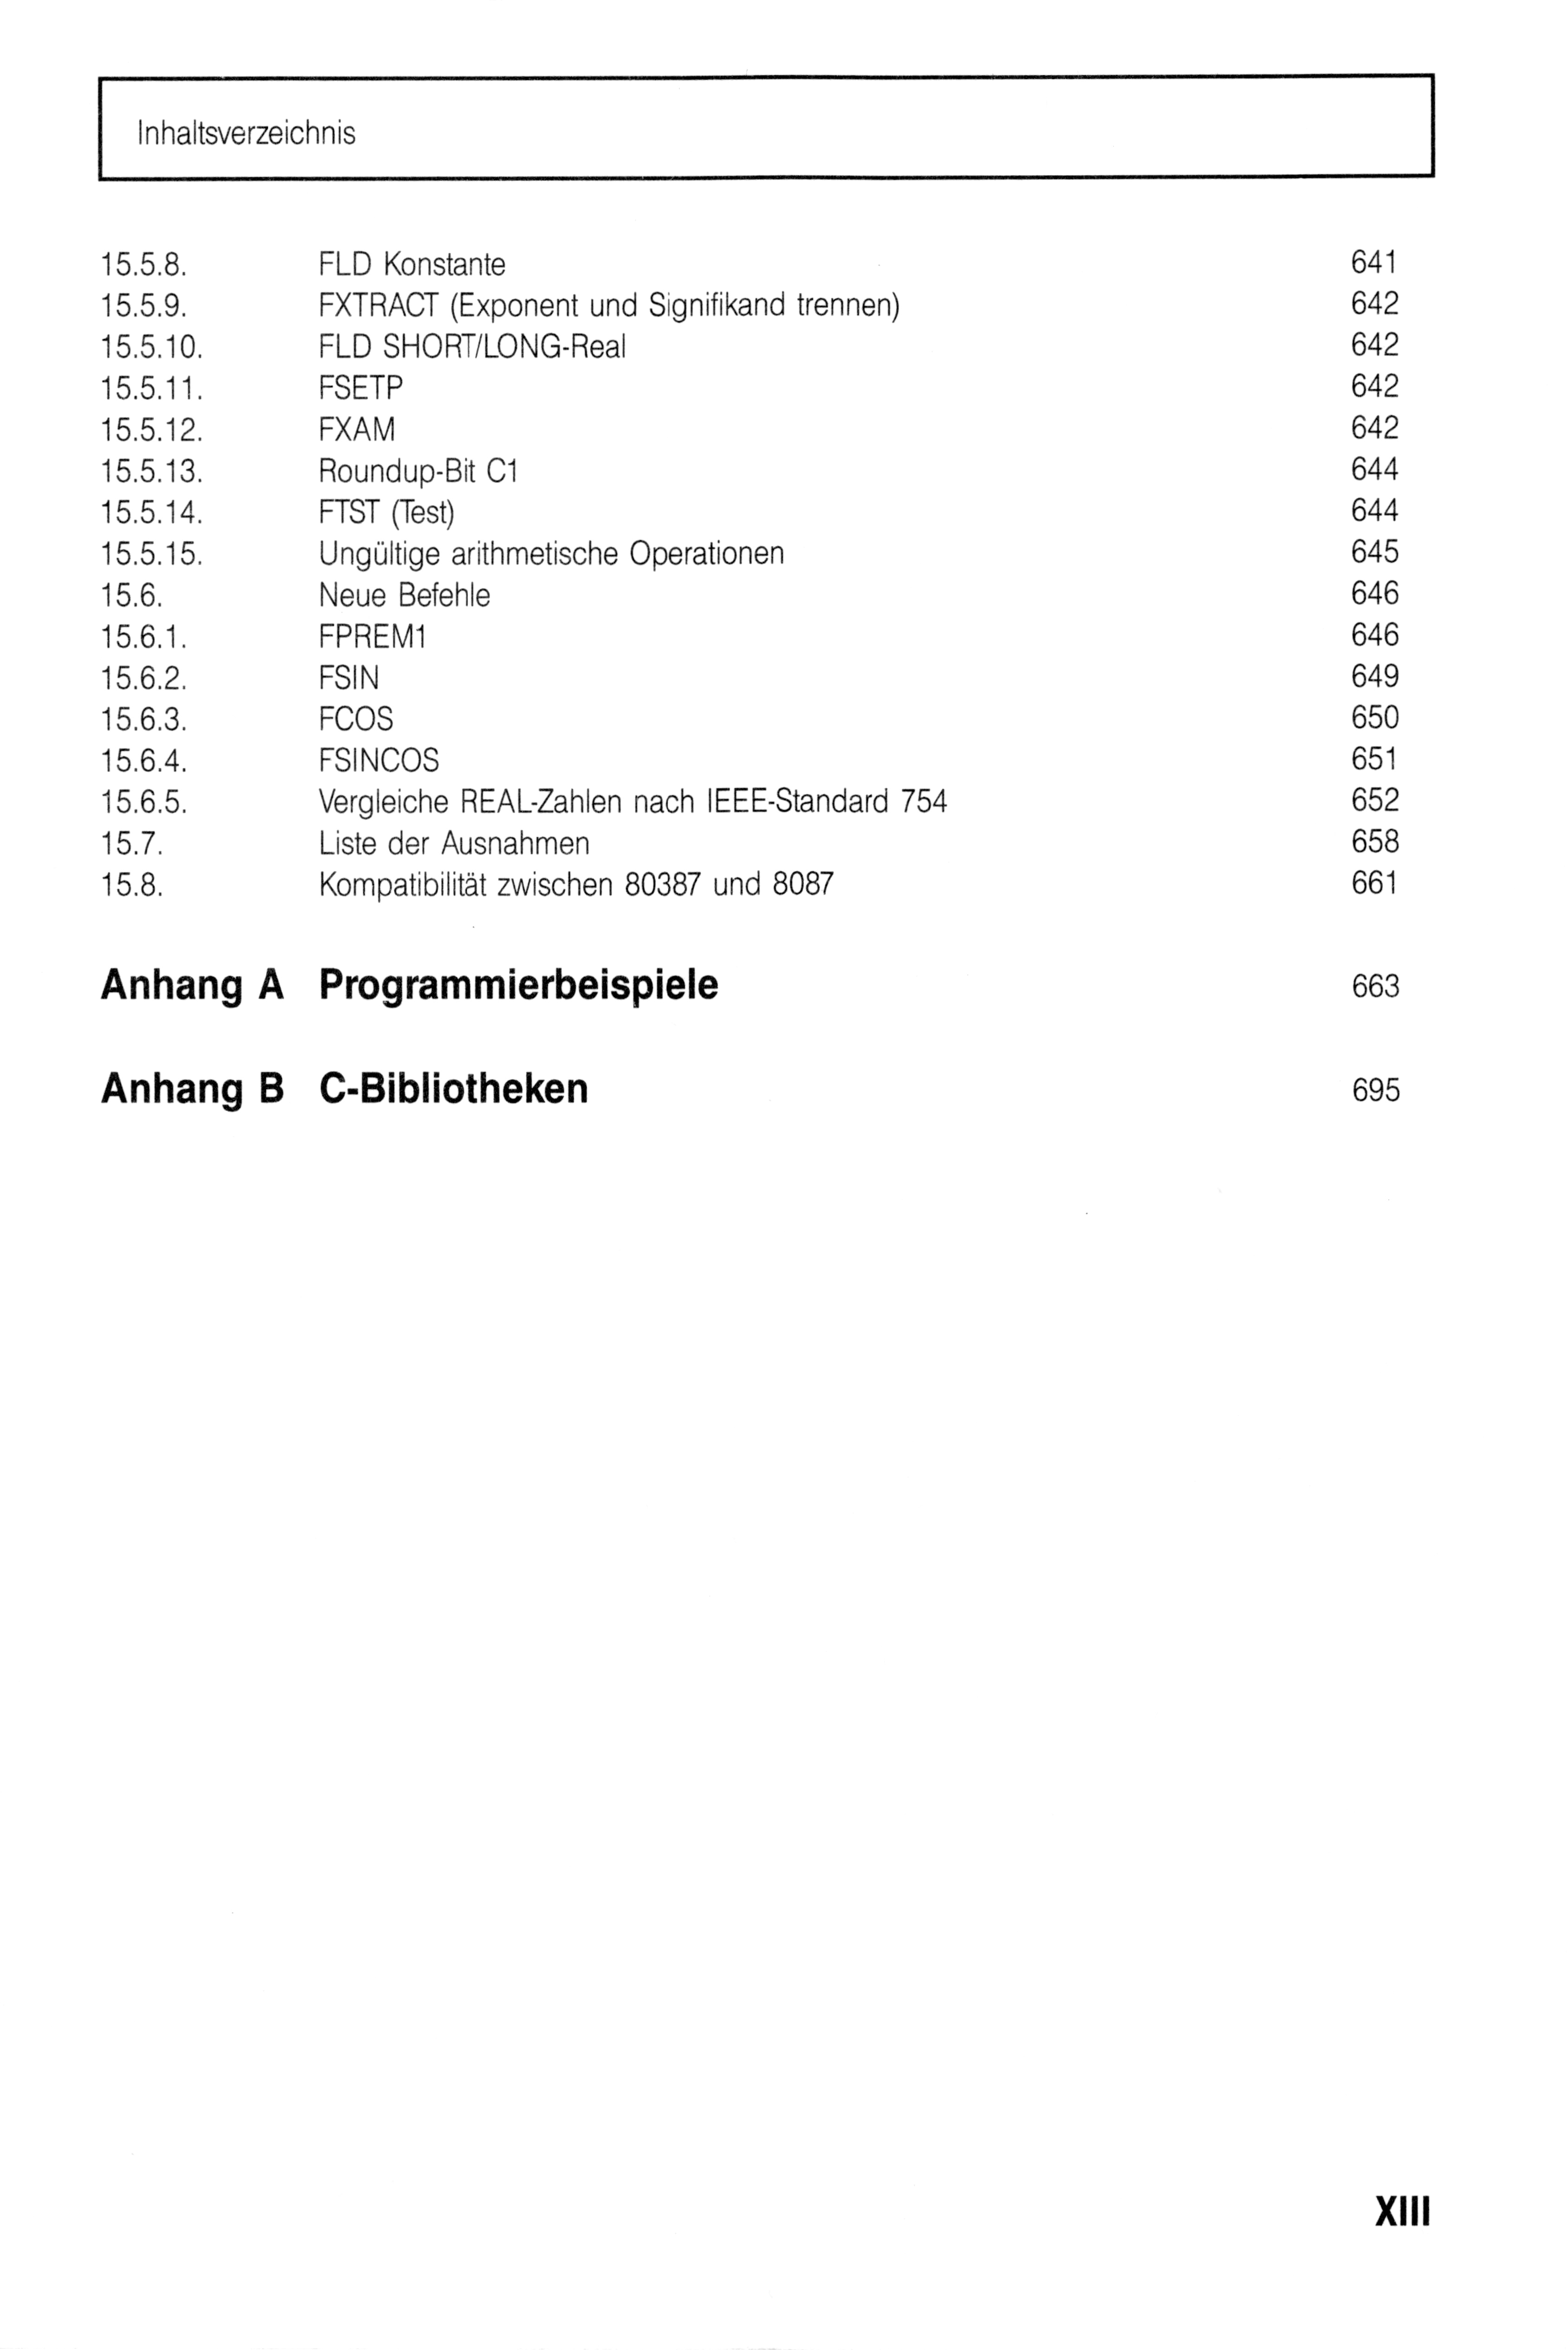 Inhaltsverzeichnis
15.5.8. FLD Konstante 641
15.5.9. FXTRACT (Exponent und Signifikand trennen) 642
15.5.10. FLD SHORT/LONG-Real 642
15.5.11. FSETP 642
15.5.12. FXAM 642
15.5.13. Roundup-Bit C1 644
15.5.14. FTST (Test) 644
15.5.15. Ungültige arithmetische Operationen 645
15.6. Neue Befehle 646
15.6.1. FPREM1 646
15.6.2. FSIN 649
15.6.3. FCOS 650
15.6.4. FSINCOS 651
15.6.5. Vergleiche REAL-Zahlen nach IEEE-Standard 754 652
15.7. Liste der Ausnahmen 658
15.8. Kompatibilität zwischen 80387 und 8087 661
Anhang A Programmierbeispiele 663
Anhang B C-Bibliotheken 695
XIII